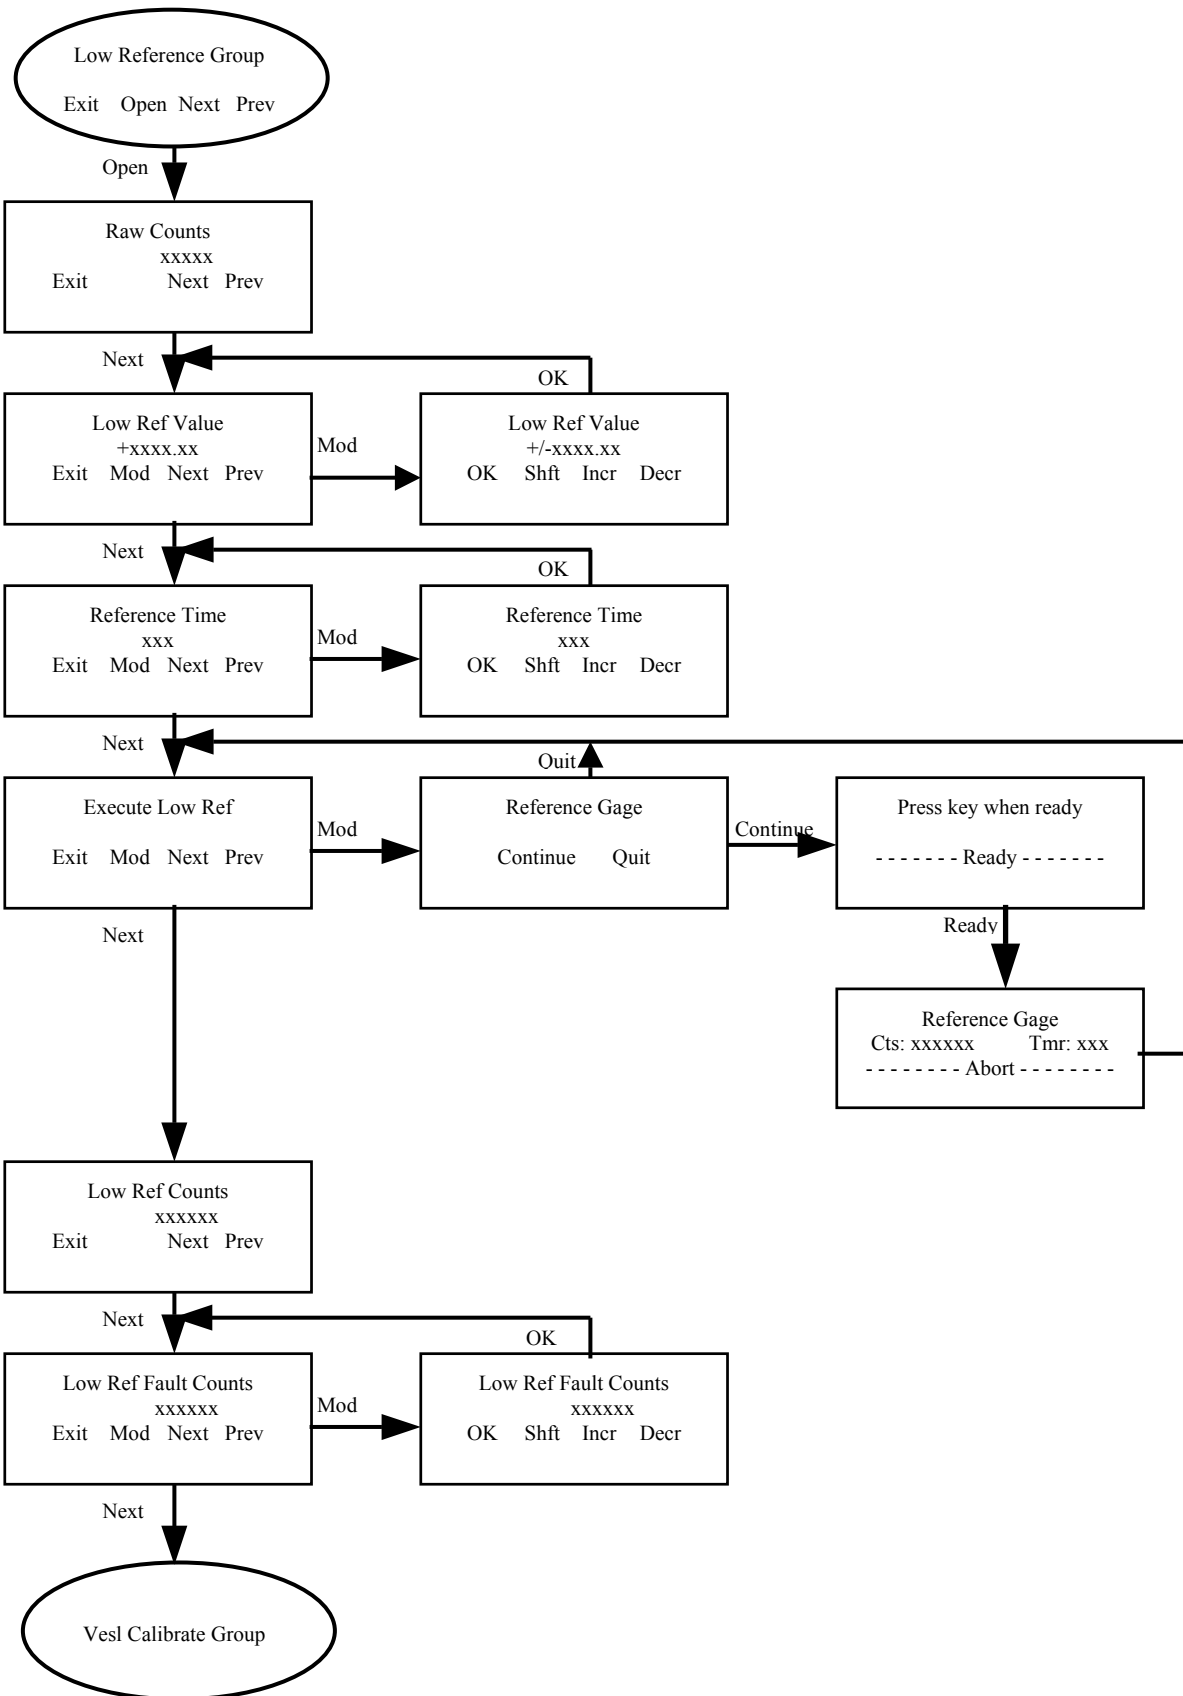 Low Reference Group
Exit Open Next Prev
Open
Raw Counts
xxxxx
Exit Next Prev
Next
OK
Low Ref Value
+xxxx.xx
Exit Mod Next Prev
Mod
Low Ref Value
+/-xxxx.xx
OK Shft Incr Decr
Next
OK
Reference Time
xxx
Exit Mod Next Prev
Mod
Reference Time
xxx
OK Shft Incr Decr
Next
Quit
Execute Low Ref
Exit Mod Next Prev
Mod
Reference Gage
Continue Quit
Continue
Press key when ready
- - - - - - - Ready - - - - - - -
Next
Ready
Reference Gage
Cts: xxxxxx Tmr: xxx
- - - - - - - - Abort - - - - - - - -
Low Ref Counts
xxxxxx
Exit Next Prev
Next
OK
Low Ref Fault Counts
xxxxxx
Exit Mod Next Prev
Mod
Low Ref Fault Counts
xxxxxx
OK Shft Incr Decr
Next
Vesl Calibrate Group